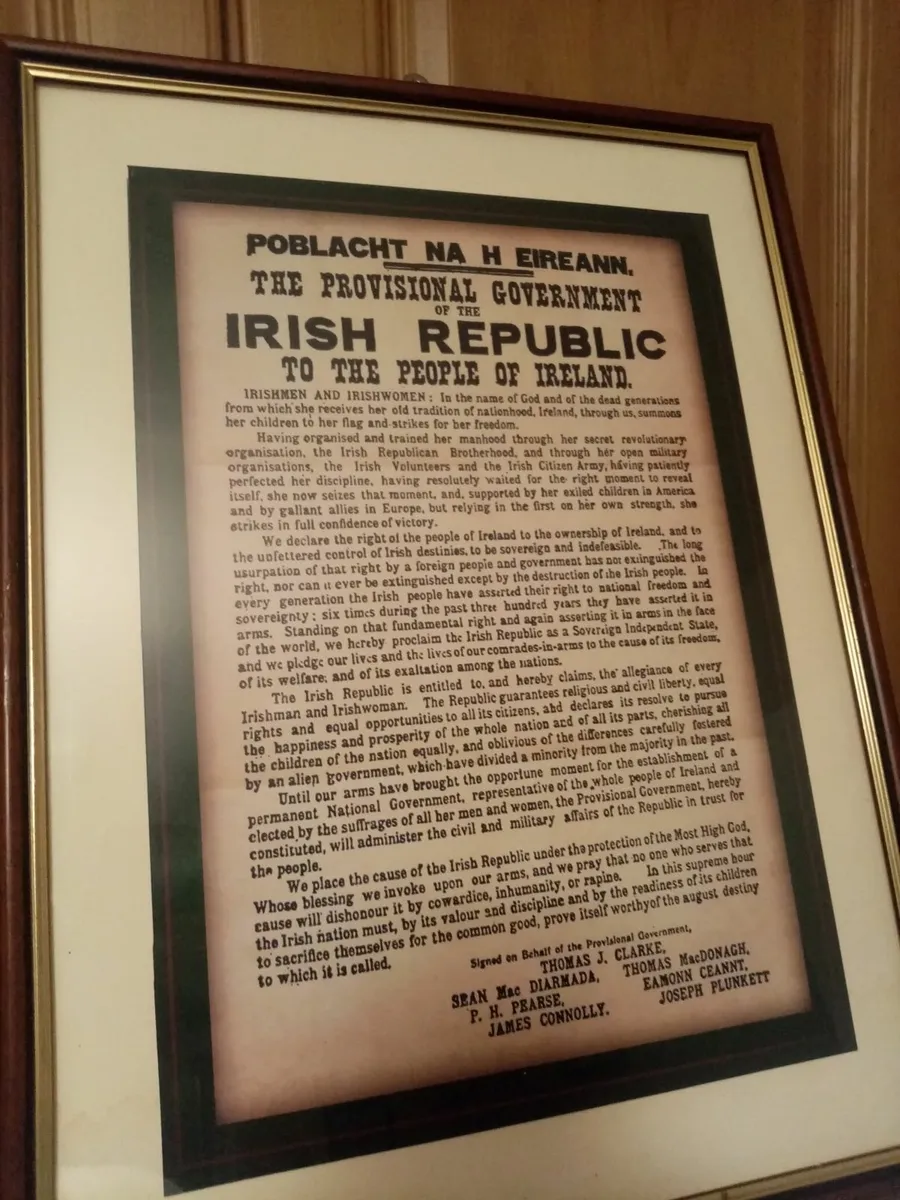 POBLACHT NA H EIREANN.
THE PROVISIONAL GOVERNMENT
OF THE
IRISH REPUBLIC
TO THE PEOPLE OF IRELAND.
IRISHMEN AND IRISHWOMEN : In the name of God and of the dead generations
from which she receives her old tradition of nationhood, Ireland, through us, summons
her children to her flag and strikes for her freedom.
Having organised and trained her manhood through her secret revolutionary
organisation, the Irish Republican Brotherhood, and through her open military
organisations, the Irish Volunteers and the Irish Citizen Army, having patiently
perfected her discipline, having resolutely waited for the right moment to reveal
itself, she now seizes that moment, and, supported by her exiled children in America
and by gallant allies in Europe, but relying in the first on her own strength, she
strikes in full confidence of victory.
We declare the right of the people of Ireland to the ownership of Ireland, and to
the unfettered control of Irish destinies, to be sovereign and indefeasible. The long
usurpation of that right by a foreign people and government has not extinguished the
right, nor can it ever be extinguished except by the destruction of the Irish people. In
every generation the Irish people have asserted their right to national freedom and
sovereignty ; six times during the past three hundred years they have asserted it in
arms. Standing on that fundamental right and again asserting it in arms in the face
of the world, we hereby proclaim the Irish Republic as a Sovereign Independent State,
and we pledge our lives and the lives of our comrades-in-arms to the cause of its freedom,
of its welfare, and of its exaltation among the nations.
The Irish Republic is entitled to, and hereby claims, the allegiance of every
Irishman and Irishwoman. The Republic guarantees religious and civil liberty, equal
rights and equal opportunities to all its citizens, and declares its resolve to pursue
the happiness and prosperity of the whole nation and of all its parts, cherishing all
the children of the nation equally, and oblivious of the differences carefully fostered
by an alien government, which have divided a minority from the majority in the past.
Until our arms have brought the opportune moment for the establishment of a
permanent National Government, representative of the whole people of Ireland and
elected by the suffrages of all her men and women, the Provisional Government, hereby
constituted, will administer the civil and military affairs of the Republic in trust for
the people.
We place the cause of the Irish Republic under the protection of the Most High God,
Whose blessing we invoke upon our arms, and we pray that no one who serves that
cause will dishonour it by cowardice, inhumanity, or rapine. In this supreme hour
the Irish nation must, by its valour and discipline and by the readiness of its children
to sacrifice themselves for the common good, prove itself worthy of the august destiny
to which it is called.
Signed on Behalf of the Provisional Government,
THOMAS J. CLARKE,
SEAN Mac DIARMADA, THOMAS MacDONAGH,
P. H. PEARSE, EAMONN CEANNT,
JAMES CONNOLLY. JOSEPH PLUNKETT